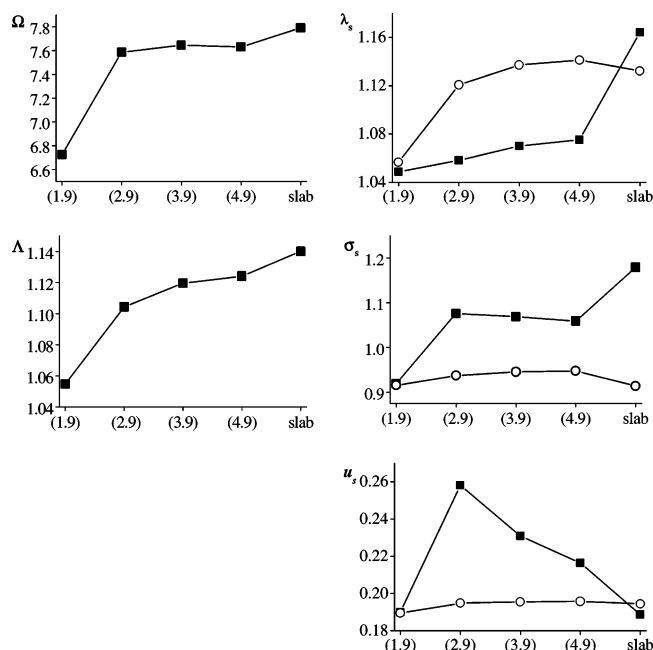 Ω
7.8
7.6
7.4
7.2
7.0
6.8
6.6
(1.9) (2.9) (3.9) (4.9) slab
λs
1.16
1.12
1.08
1.04
(1.9) (2.9) (3.9) (4.9) slab
Λ
1.14
1.12
1.10
1.08
1.06
1.04
(1.9) (2.9) (3.9) (4.9) slab
σs
1.2
1.1
1.0
0.9
(1.9) (2.9) (3.9) (4.9) slab
us
0.26
0.24
0.22
0.20
0.18
(1.9) (2.9) (3.9) (4.9) slab